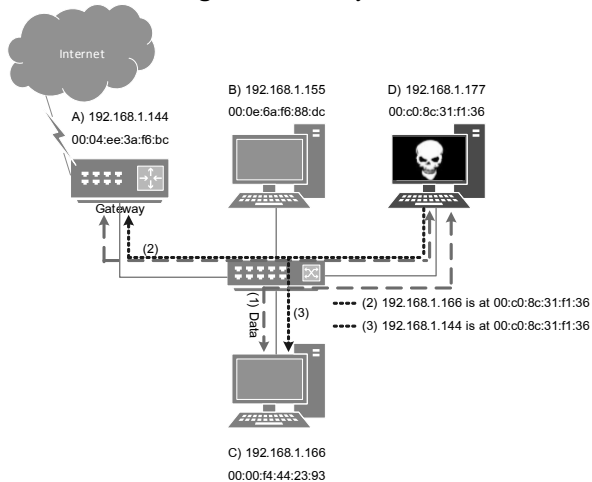 Internet
A) 192.168.1.144
00:04:ee:3a:f6:bc
Gateway
B) 192.168.1.155
00:0e:6a:f6:88:dc
D) 192.168.1.177
00:c0:8c:31:f1:36
(2)
(1) Data
(3)
(2) 192.168.1.166 is at 00:c0:8c:31:f1:36
(3) 192.168.1.144 is at 00:c0:8c:31:f1:36
C) 192.168.1.166
00:00:f4:44:23:93